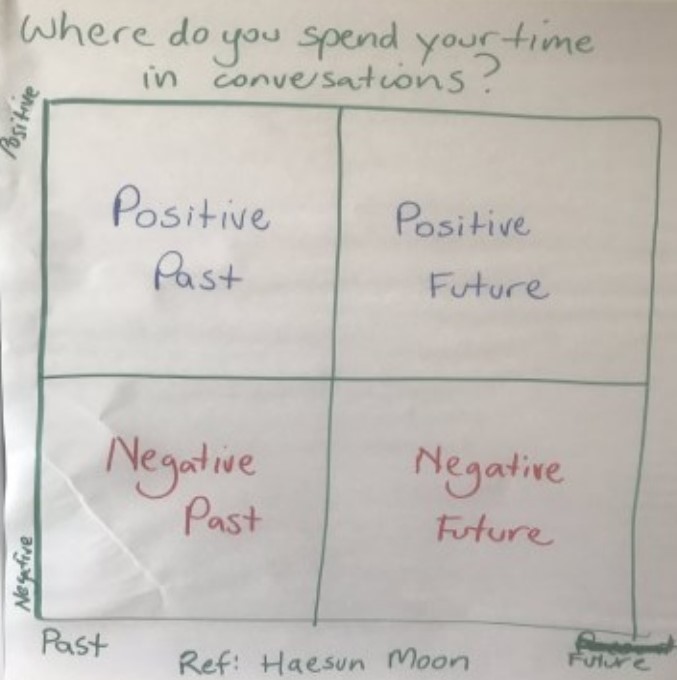 Where do you spend your time
in conversations?
Positive
Positive
Past
Positive
Future
Negative
Past
Negative
Future
Negative
Past
Future
Ref: Haesun Moon